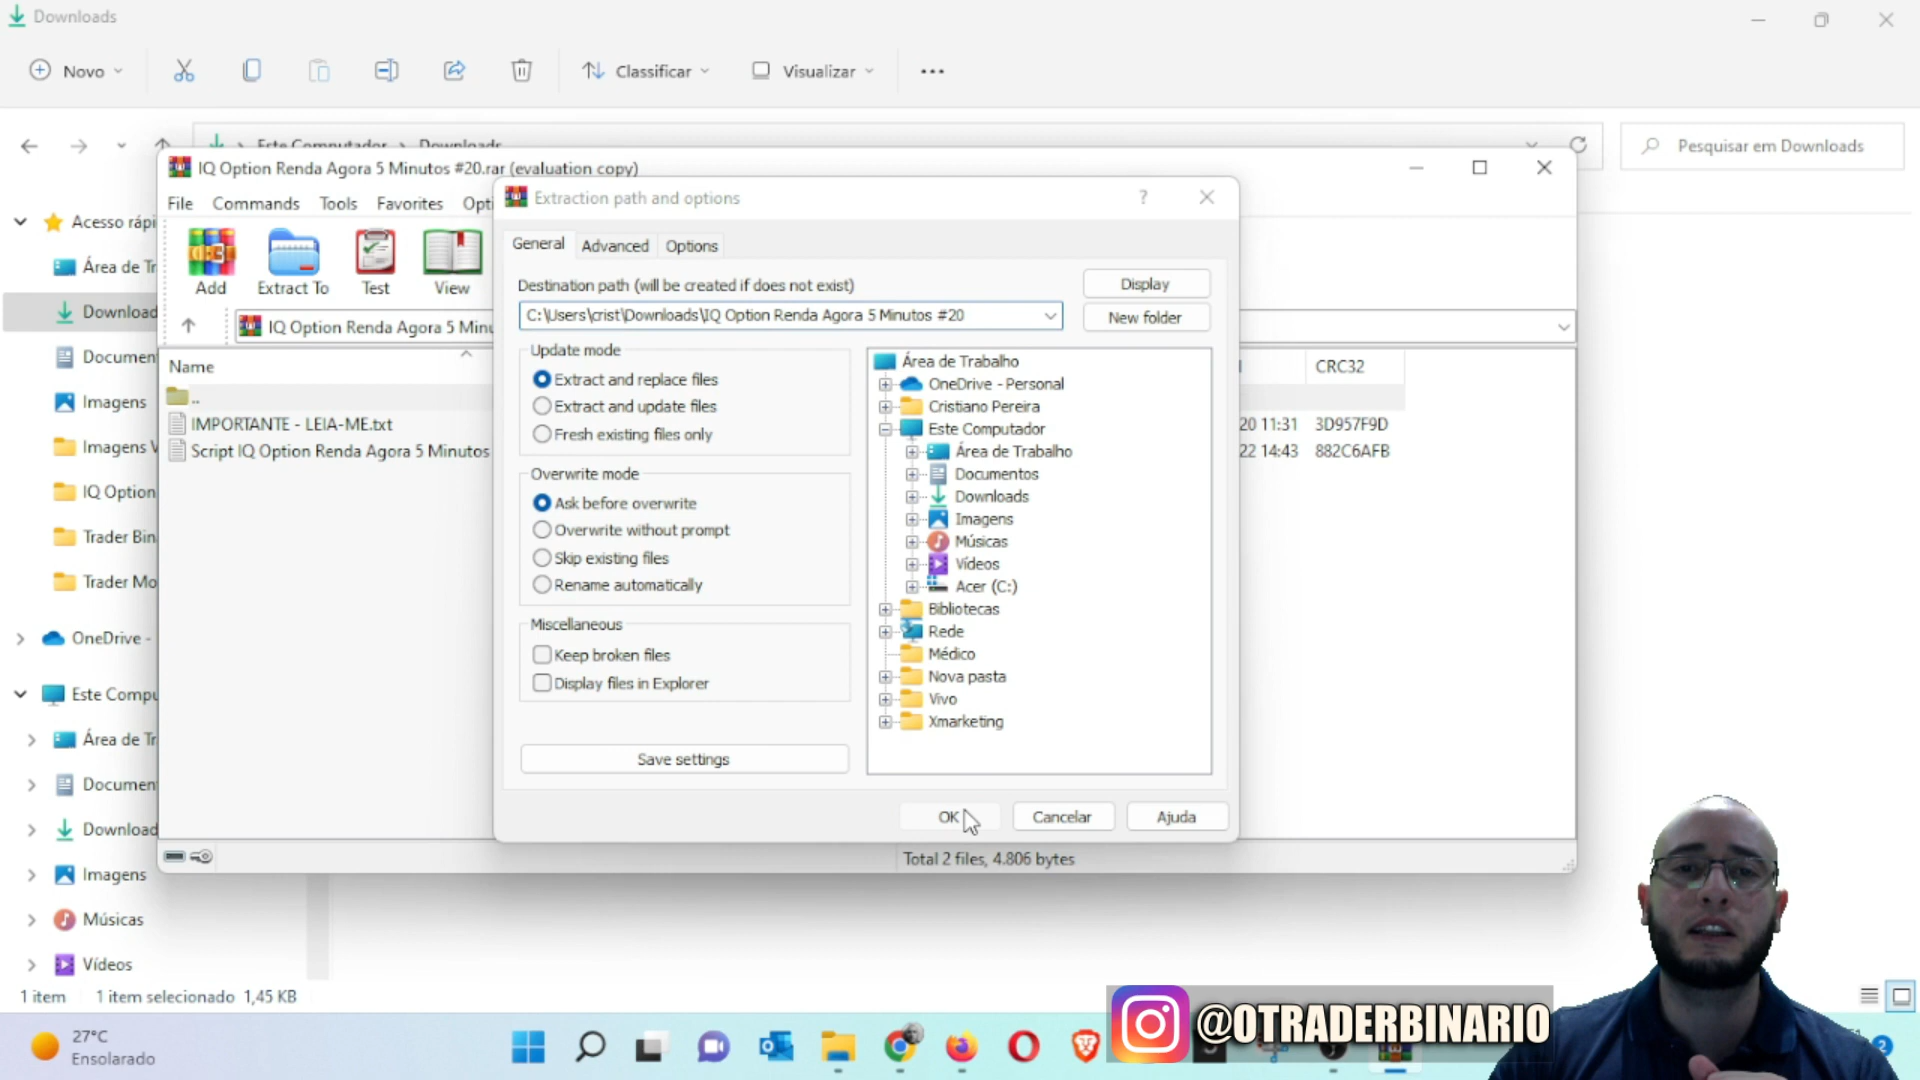 Downloads
Novo
Classificar
Visualizar
Este Computador > Downloads
Pesquisar em Downloads
IQ Option Renda Agora 5 Minutos #20.rar (evaluation copy)
File Commands Tools Favorites Opti
Add
Extract To
Test
View
IQ Option Renda Agora 5 Minu
Name
CRC32
..
IMPORTANTE - LEIA-ME.txt
20 11:31 3D957F9D
Script IQ Option Renda Agora 5 Minutos
22 14:43 882C6AFB
Total 2 files, 4.806 bytes
Extraction path and options
?
General Advanced Options
Destination path (will be created if does not exist)
C:\Users\crist\Downloads\IQ Option Renda Agora 5 Minutos #20
Display
New folder
Update mode
Extract and replace files
Extract and update files
Fresh existing files only
Overwrite mode
Ask before overwrite
Overwrite without prompt
Skip existing files
Rename automatically
Miscellaneous
Keep broken files
Display files in Explorer
Save settings
Área de Trabalho
OneDrive - Personal
Cristiano Pereira
Este Computador
Área de Trabalho
Documentos
Downloads
Imagens
Músicas
Vídeos
Acer (C:)
Bibliotecas
Rede
Médico
Nova pasta
Vivo
Xmarketing
OK
Cancelar
Ajuda
Acesso rápi
Área de Tr
Download
Documen
Imagens
Imagens V
IQ Option
Trader Bin
Trader Mo
OneDrive -
Este Compu
Área de Tr
Documen
Download
Imagens
Músicas
Vídeos
1 item 1 item selecionado 1,45 KB
27°C
Ensolarado
@OTRADERBINARIO
2